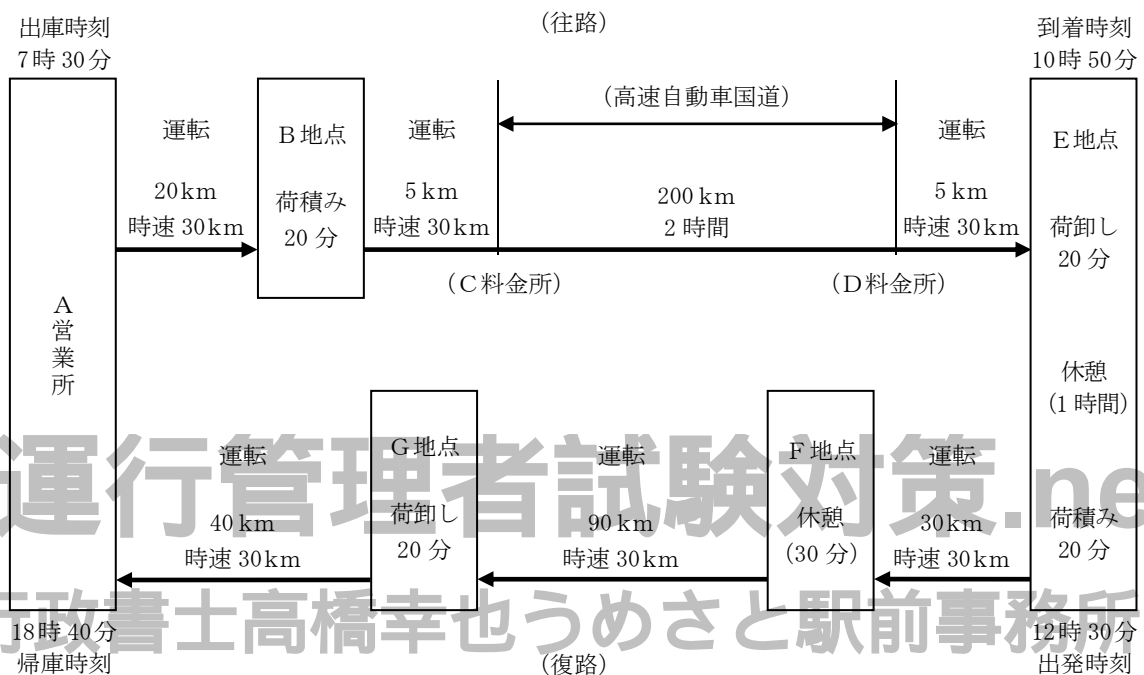 (往路)
出庫時刻
7時30分
到着時刻
10時50分
A営業所
運転
20km
時速30km
B地点
荷積み
20分
運転
5km
時速30km
(高速自動車国道)
200km
2時間
(C料金所)
(D料金所)
運転
5km
時速30km
E地点
荷卸し
20分
休憩
(1時間)
荷積み
20分
運転
30km
時速30km
F地点
休憩
(30分)
運転
90km
時速30km
G地点
荷卸し
20分
運転
40km
時速30km
18時40分
帰庫時刻
(復路)
12時30分
出発時刻
運行管理者試験対策.ne
行政書士高橋幸也うめさと駅前事務所